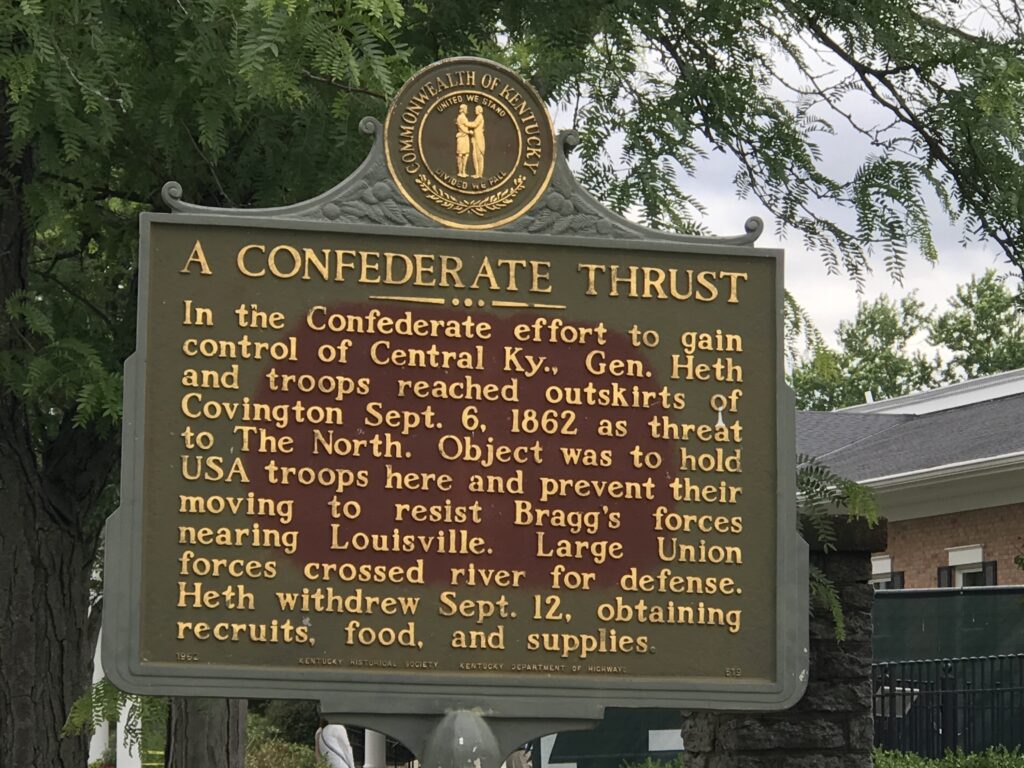 COMMONWEALTH OF KENTUCKY
UNITED WE STAND
DIVIDED WE FALL
A CONFEDERATE THRUST
In the Confederate effort to gain
control of Central Ky., Gen. Heth
and troops reached outskirts of
Covington Sept. 6, 1862 as threat
to The North. Object was to hold
USA troops here and prevent their
moving to resist Bragg's forces
nearing Louisville. Large Union
forces crossed river for defense.
Heth withdrew Sept. 12, obtaining
recruits, food, and supplies.
KENTUCKY HISTORICAL SOCIETY KENTUCKY DEPARTMENT OF HIGHWAYS